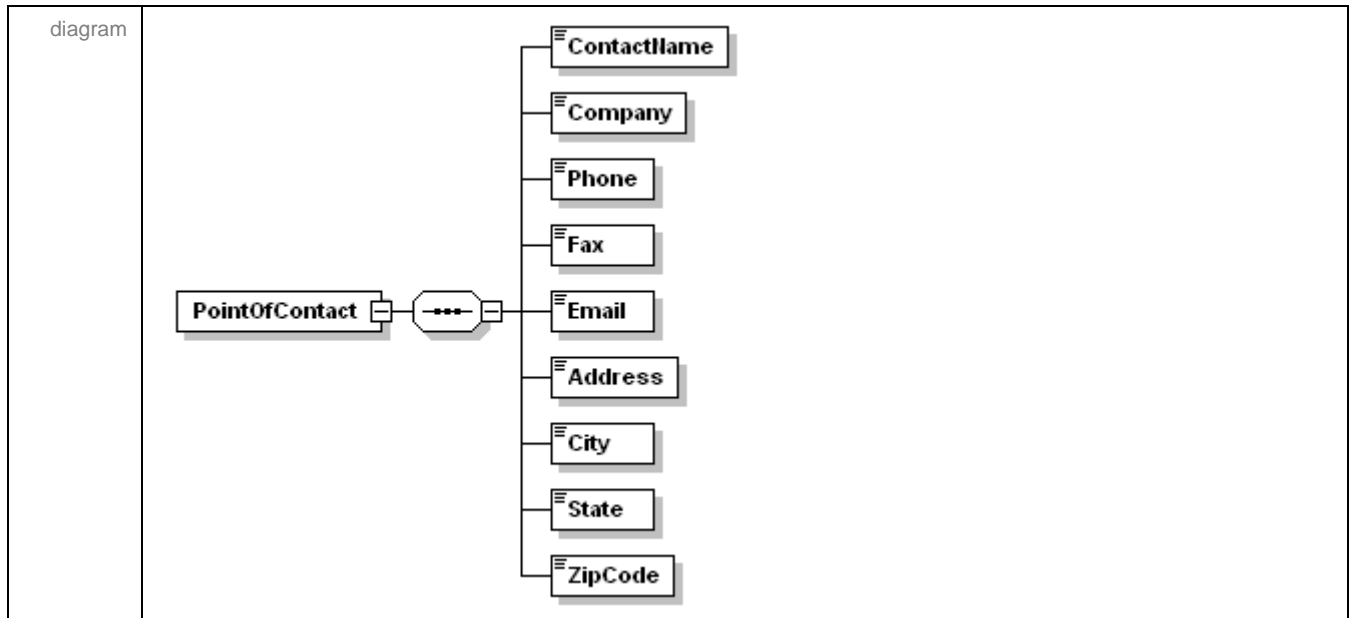 diagram
ContactName
Company
Phone
Fax
Email
PointOfContact
Address
City
State
ZipCode